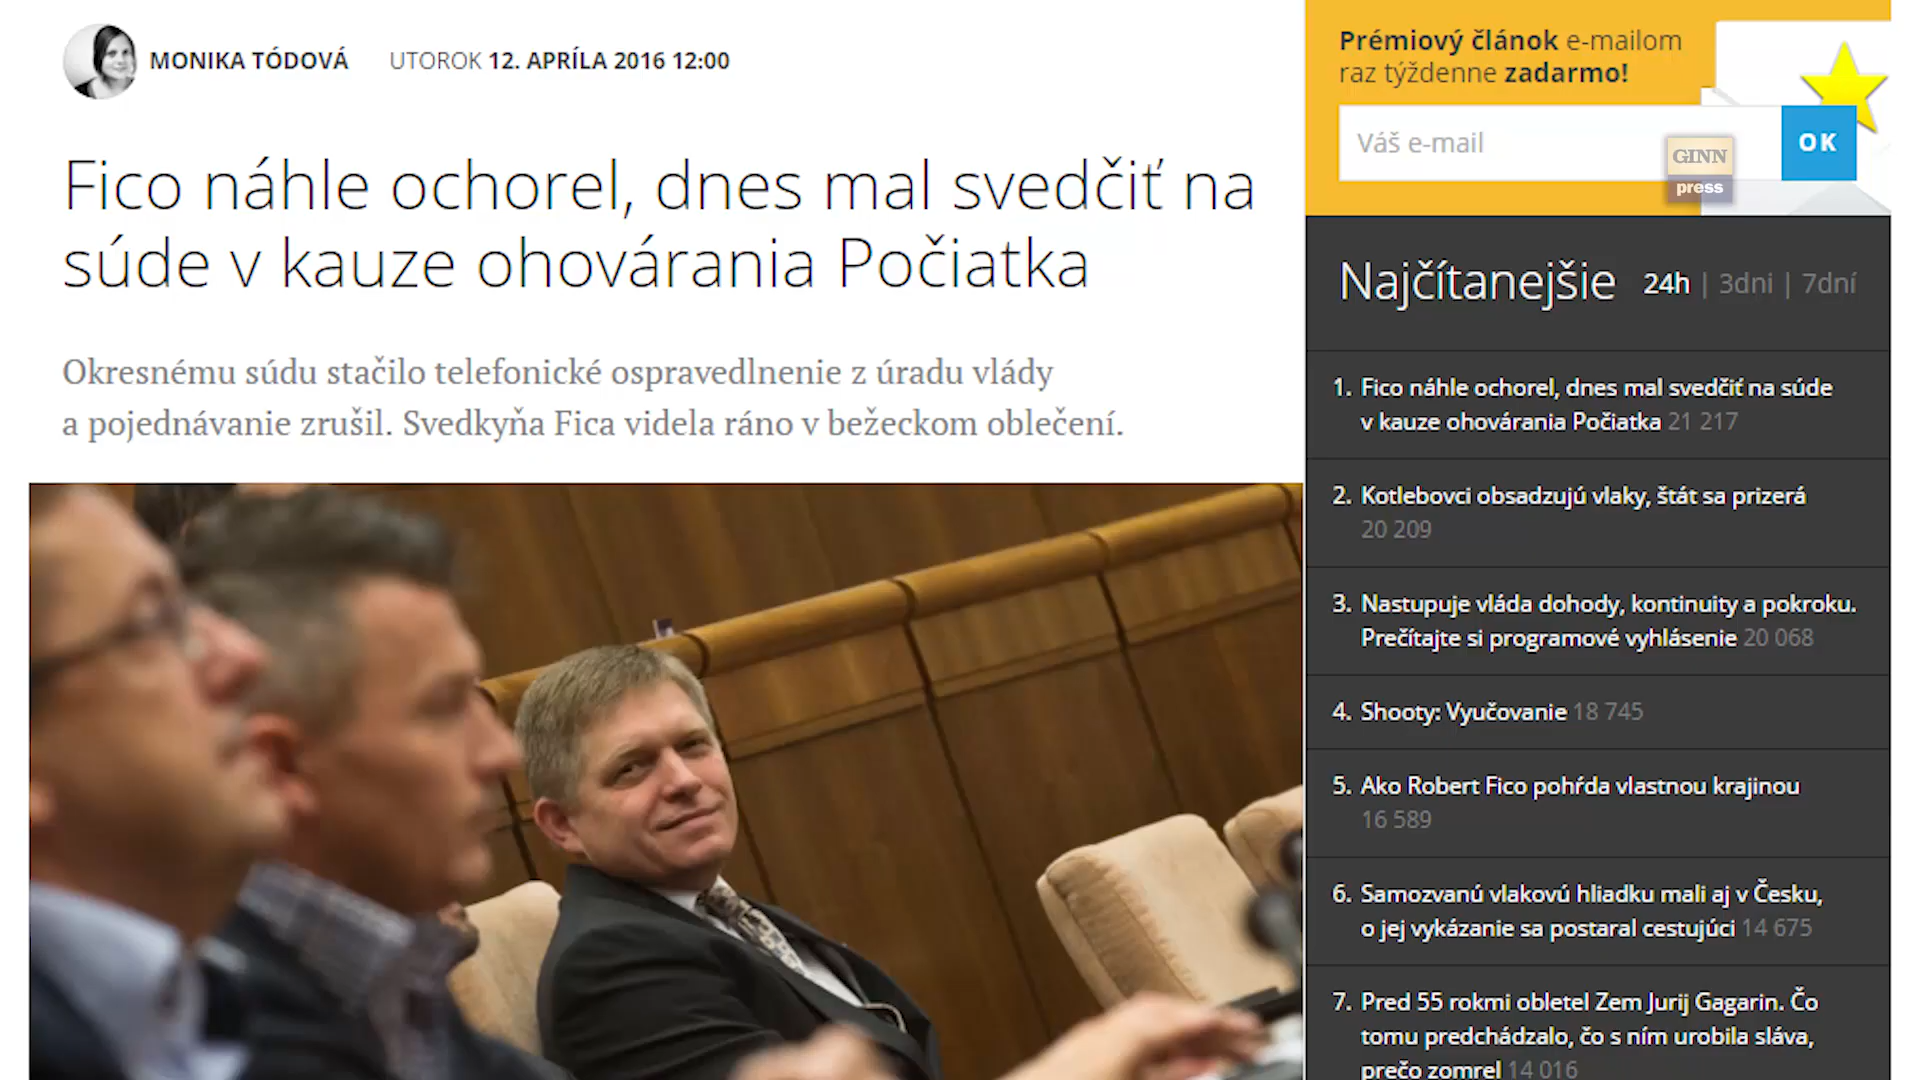 MONIKA TÓDOVÁ
UTOROK 12. APRÍLA 2016 12:00
Fico náhle ochorel, dnes mal svedčiť na
súde v kauze ohovárania Počiatka
Okresnému súdu stačilo telefonické ospravedlnenie z úradu vlády
a pojednávanie zrušil. Svedkyňa Fica videla ráno v bežeckom oblečení.
Prémiový článok e-mailom
raz týždenne zadarmo!
Váš e-mail
OK
GINN
press
Najčítanejšie 24h | 3dni | 7dní
1. Fico náhle ochorel, dnes mal svedčiť na súde
v kauze ohovárania Počiatka 21 217
2. Kotlebovci obsadzujú vlaky, štát sa prizerá
20 209
3. Nastupuje vláda dohody, kontinuity a pokroku.
Prečítajte si programové vyhlásenie 20 068
4. Shooty: Vyučovanie 18 745
5. Ako Robert Fico pohŕda vlastnou krajinou
16 589
6. Samozvanú vlakovú hliadku mali aj v Česku,
o jej vykázanie sa postaral cestujúci 14 675
7. Pred 55 rokmi obletel Zem Jurij Gagarin. Čo
tomu predchádzalo, čo s ním urobila sláva,
prečo zomrel 14 016